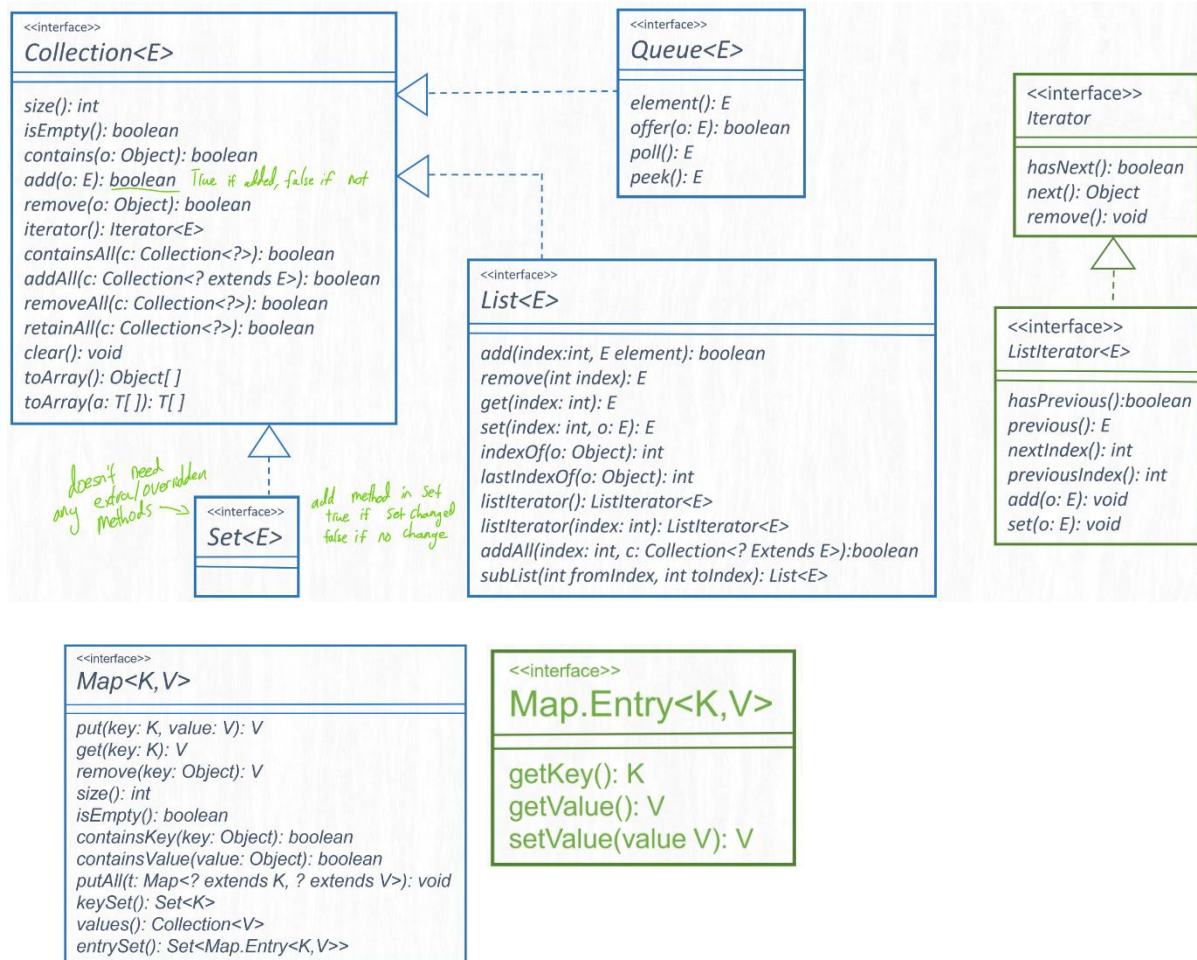 <<interface>>
Collection<E>
size(): int
isEmpty(): boolean
contains(o: Object): boolean
add(o: E): boolean True if added, false if not
remove(o: Object): boolean
iterator(): Iterator<E>
containsAll(c: Collection<?>): boolean
addAll(c: Collection<? extends E>): boolean
removeAll(c: Collection<?>): boolean
retainAll(c: Collection<?>): boolean
clear(): void
toArray(): Object[ ]
toArray(a: T[ ]): T[ ]
<<interface>>
Queue<E>
element(): E
offer(o: E): boolean
poll(): E
peek(): E
<<interface>>
List<E>
add(index:int, E element): boolean
remove(int index): E
get(index: int): E
set(index: int, o: E): E
indexOf(o: Object): int
lastIndexOf(o: Object): int
listIterator(): ListIterator<E>
listIterator(index: int): ListIterator<E>
addAll(index: int, c: Collection<? Extends E>):boolean
subList(int fromIndex, int toIndex): List<E>
<<interface>>
Iterator
hasNext(): boolean
next(): Object
remove(): void
<<interface>>
ListIterator<E>
hasPrevious():boolean
previous(): E
nextIndex(): int
previousIndex(): int
add(o: E): void
set(o: E): void
doesn't need
any extra/overridden
methods
<<interface>>
Set<E>
add method in set
true if set changed
false if no change
<<interface>>
Map<K,V>
put(key: K, value: V): V
get(key: K): V
remove(key: Object): V
size(): int
isEmpty(): boolean
containsKey(key: Object): boolean
containsValue(value: Object): boolean
putAll(t: Map<? extends K, ? extends V>): void
keySet(): Set<K>
values(): Collection<V>
entrySet(): Set<Map.Entry<K,V>>
<<interface>>
Map.Entry<K,V>
getKey(): K
getValue(): V
setValue(value V): V